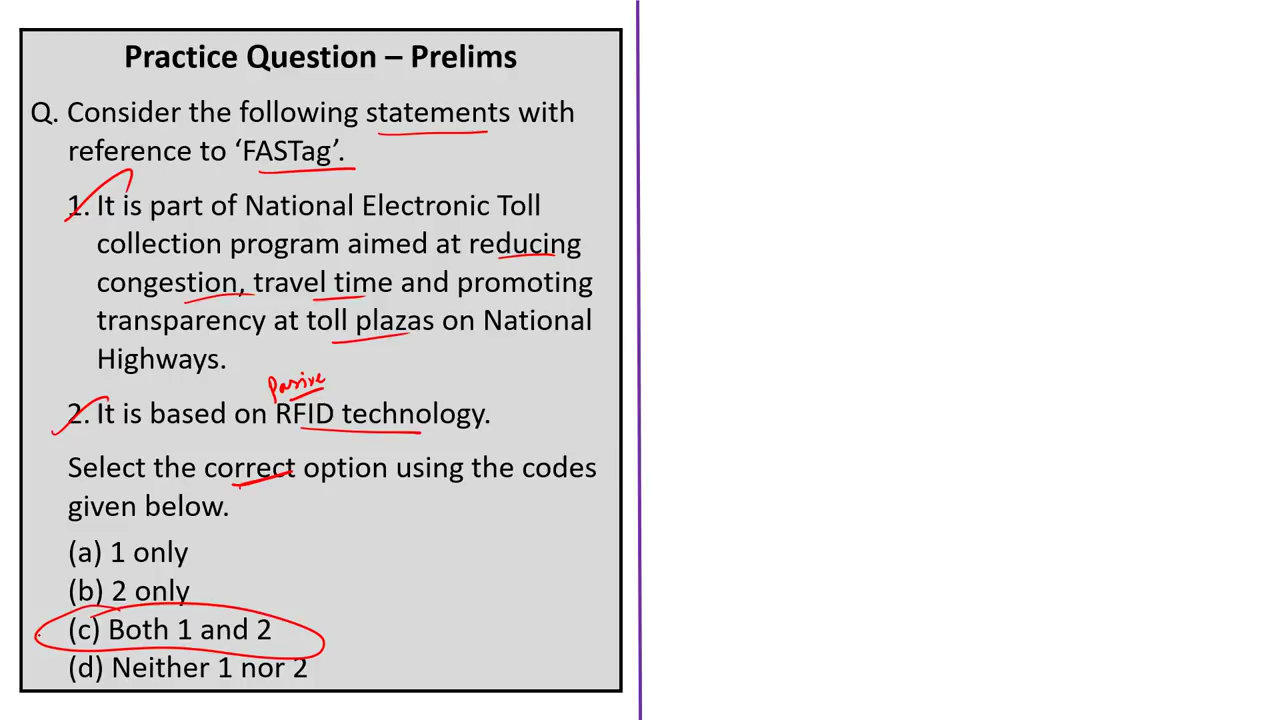 Practice Question – Prelims
Q. Consider the following statements with
reference to ‘FASTag’.
1. It is part of National Electronic Toll
collection program aimed at reducing
congestion, travel time and promoting
transparency at toll plazas on National
Highways.
Passive
2. It is based on RFID technology.
Select the correct option using the codes
given below.
(a) 1 only
(b) 2 only
(c) Both 1 and 2
(d) Neither 1 nor 2